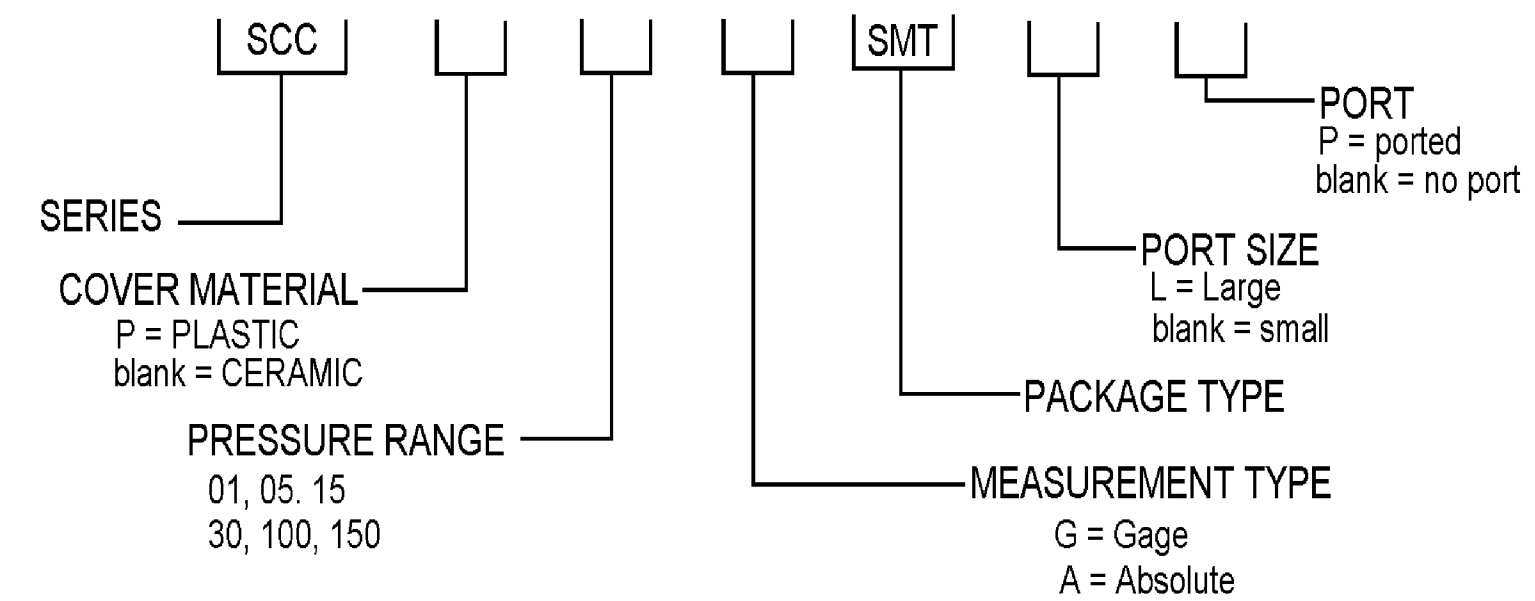 SCC
SMT
PORT
P = ported
blank = no port
SERIES
PORT SIZE
L = Large
blank = small
COVER MATERIAL
P = PLASTIC
blank = CERAMIC
PACKAGE TYPE
PRESSURE RANGE
01, 05. 15
30, 100, 150
MEASUREMENT TYPE
G = Gage
A = Absolute